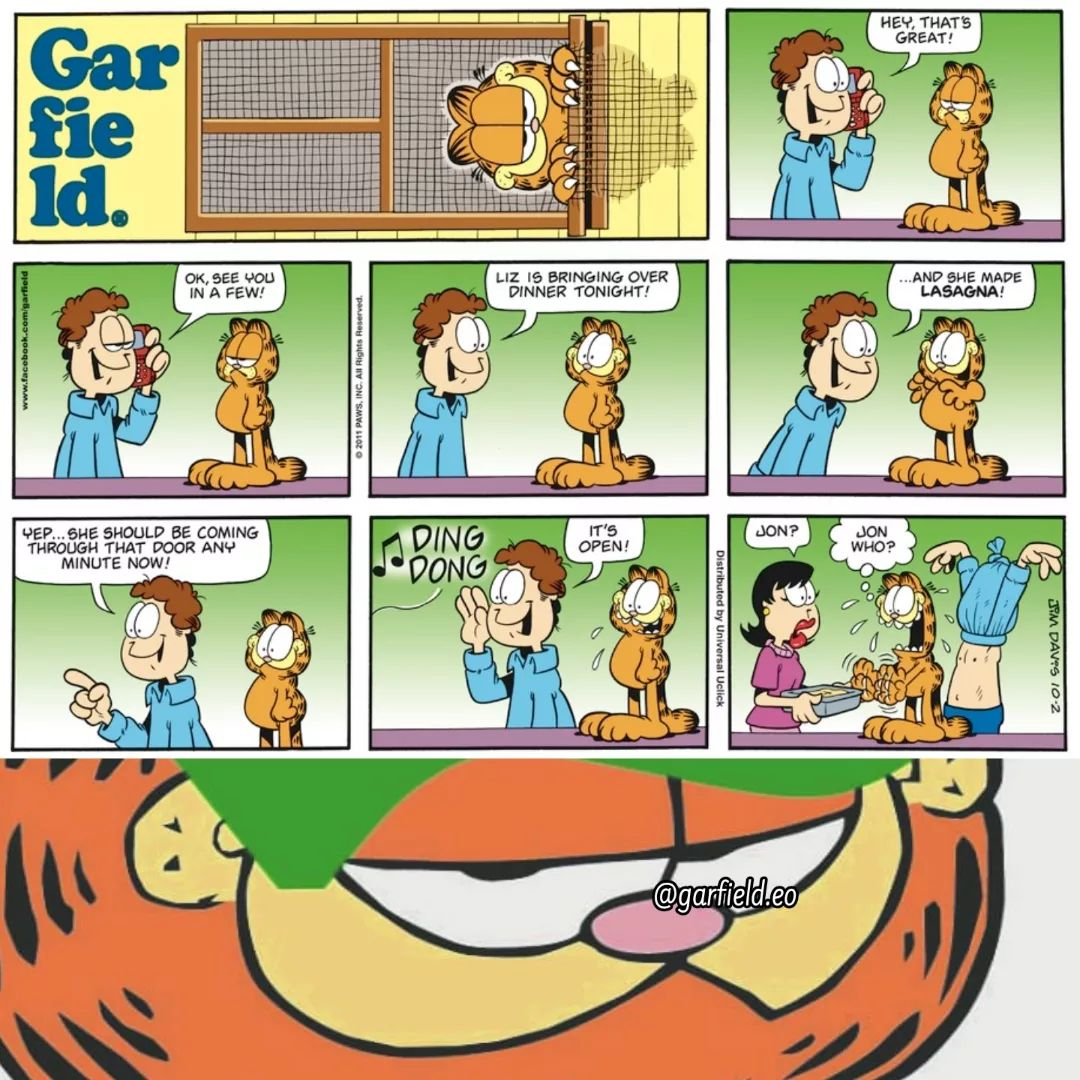 Gar
fie
ld.®
HEY, THAT'S
GREAT!
www.facebook.com/garfield
OK, SEE YOU
IN A FEW!
© 2011 PAWS, INC. All Rights Reserved.
LIZ IS BRINGING OVER
DINNER TONIGHT!
...AND SHE MADE
LASAGNA!
YEP...SHE SHOULD BE COMING
THROUGH THAT DOOR ANY
MINUTE NOW!
DING
DONG
IT'S
OPEN!
Distributed by Universal Uclick
JON?
JON
WHO?
JIM DAVIS 10-2
@garfield.eo